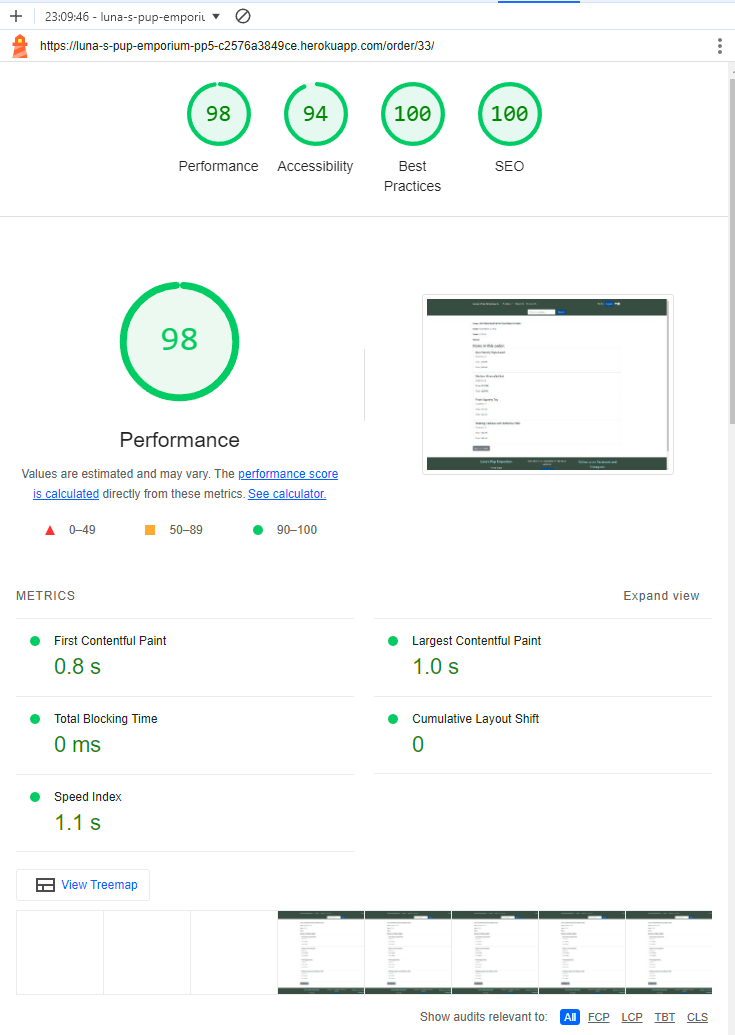 23:09:46 - luna-s-pup-emporiu
https://luna-s-pup-emporium-pp5-c2576a3849ce.herokuapp.com/order/33/
98 94 100 100
Performance Accessibility Best Practices SEO
98
Performance
Values are estimated and may vary. The performance score
is calculated directly from these metrics. See calculator.
0–49 50–89 90–100
METRICS Expand view
First Contentful Paint Largest Contentful Paint
0.8 s 1.0 s
Total Blocking Time Cumulative Layout Shift
0 ms 0
Speed Index
1.1 s
View Treemap
Show audits relevant to: All FCP LCP TBT CLS